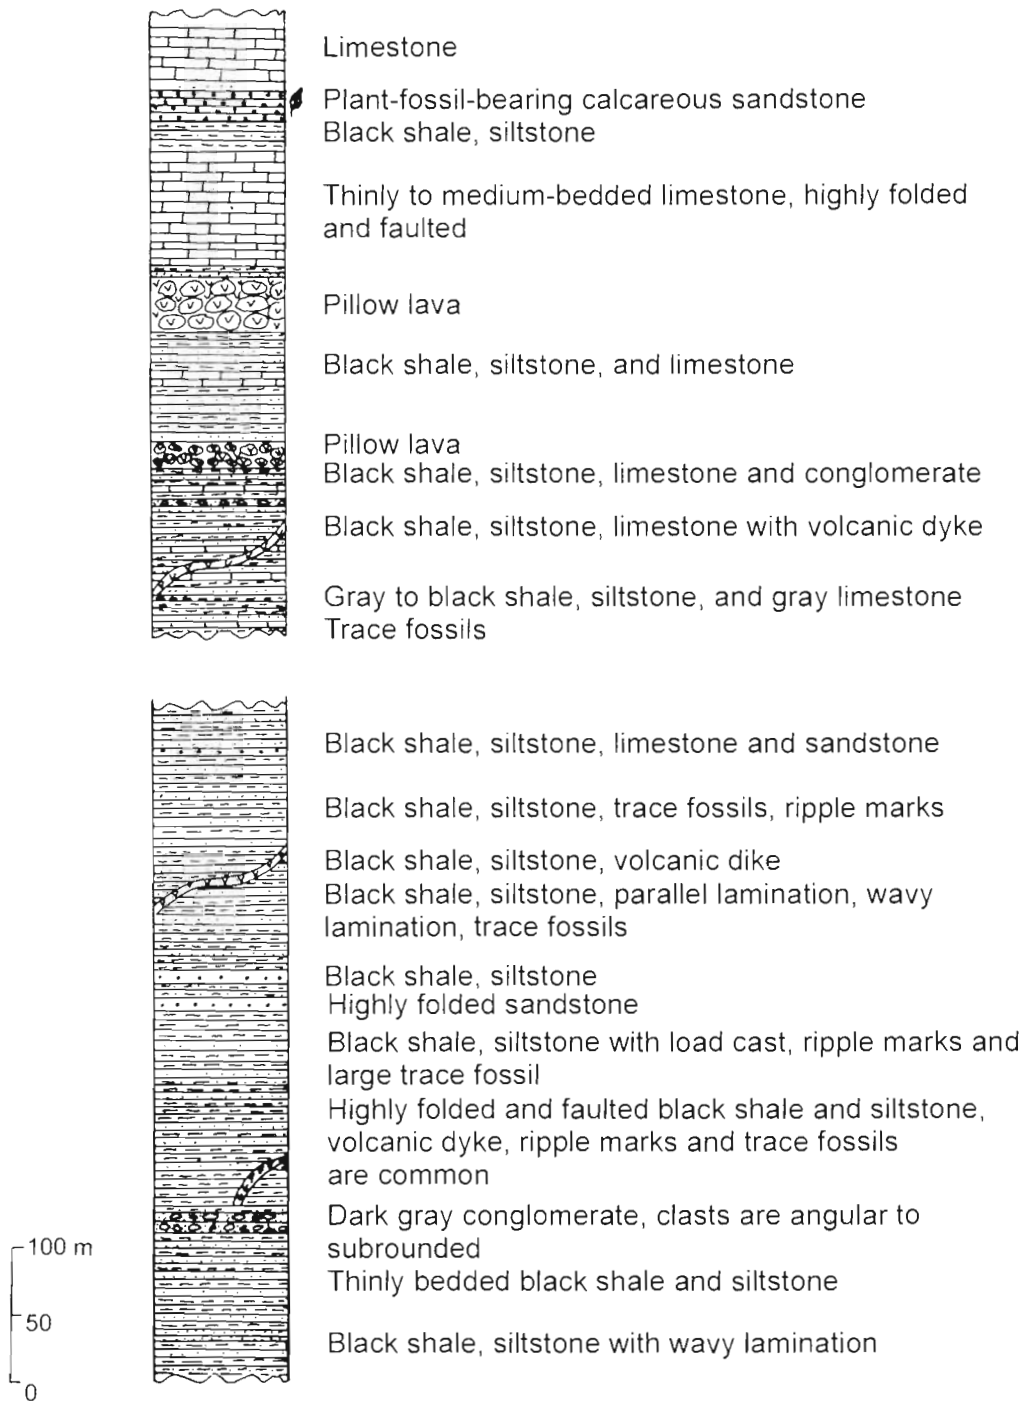 Limestone
Plant-fossil-bearing calcareous sandstone
Black shale, siltstone
Thinly to medium-bedded limestone, highly folded
and faulted
Pillow lava
Black shale, siltstone, and limestone
Pillow lava
Black shale, siltstone, limestone and conglomerate
Black shale, siltstone, limestone with volcanic dyke
Gray to black shale, siltstone, and gray limestone
Trace fossils
Black shale, siltstone, limestone and sandstone
Black shale, siltstone, trace fossils, ripple marks
Black shale, siltstone, volcanic dike
Black shale, siltstone, parallel lamination, wavy
lamination, trace fossils
Black shale, siltstone
Highly folded sandstone
Black shale, siltstone with load cast, ripple marks and
large trace fossil
Highly folded and faulted black shale and siltstone,
volcanic dyke, ripple marks and trace fossils
are common
Dark gray conglomerate, clasts are angular to
subrounded
Thinly bedded black shale and siltstone
Black shale, siltstone with wavy lamination
100 m
50
0